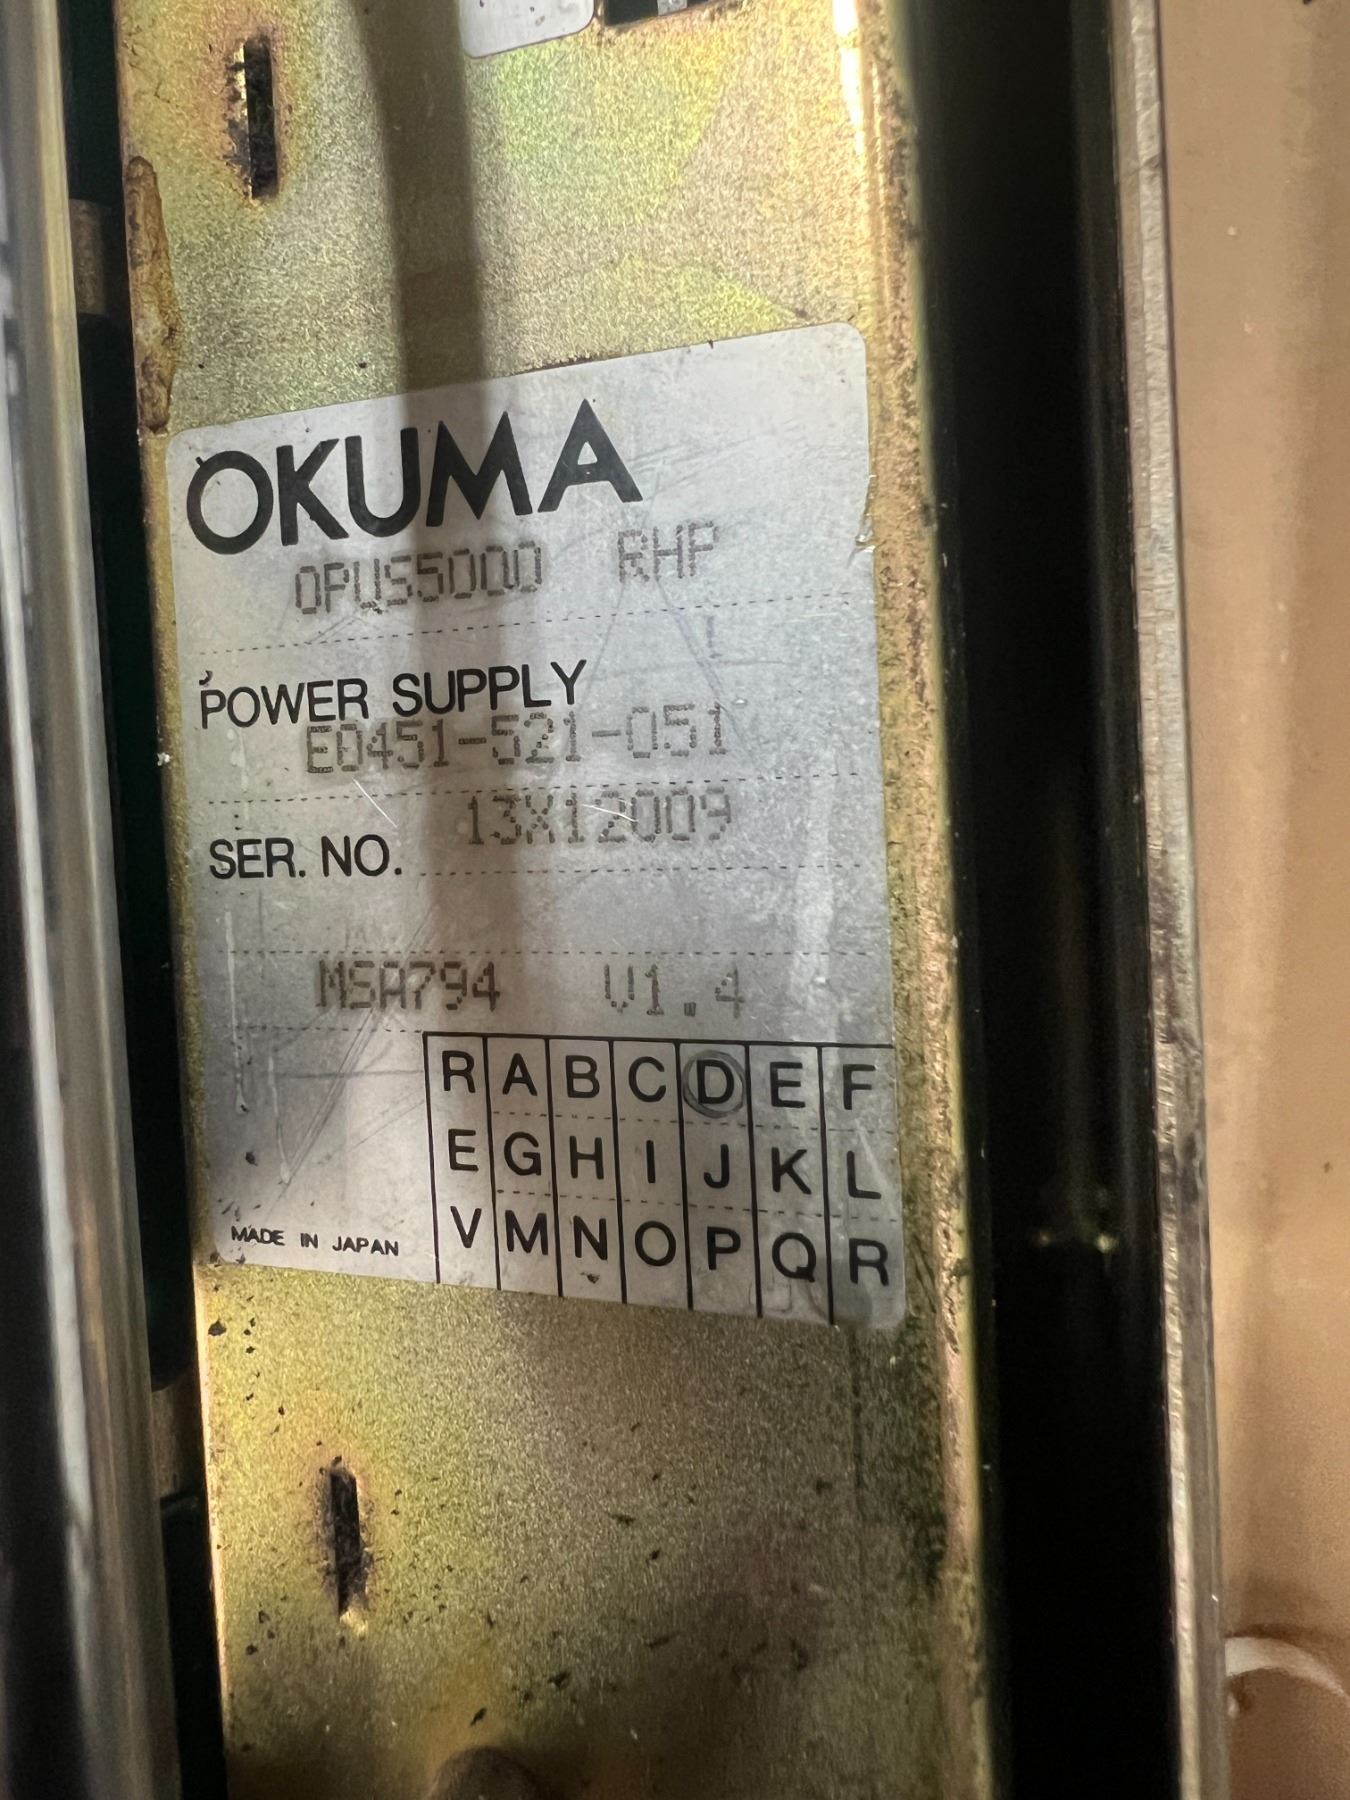 OKUMA
OPUS5000 RHP
POWER SUPPLY
E0451-521-051
13X12009
SER. NO.
MSA794 V1.4
R A B C D E F
E G H I J K L
V M N O P Q R
MADE IN JAPAN